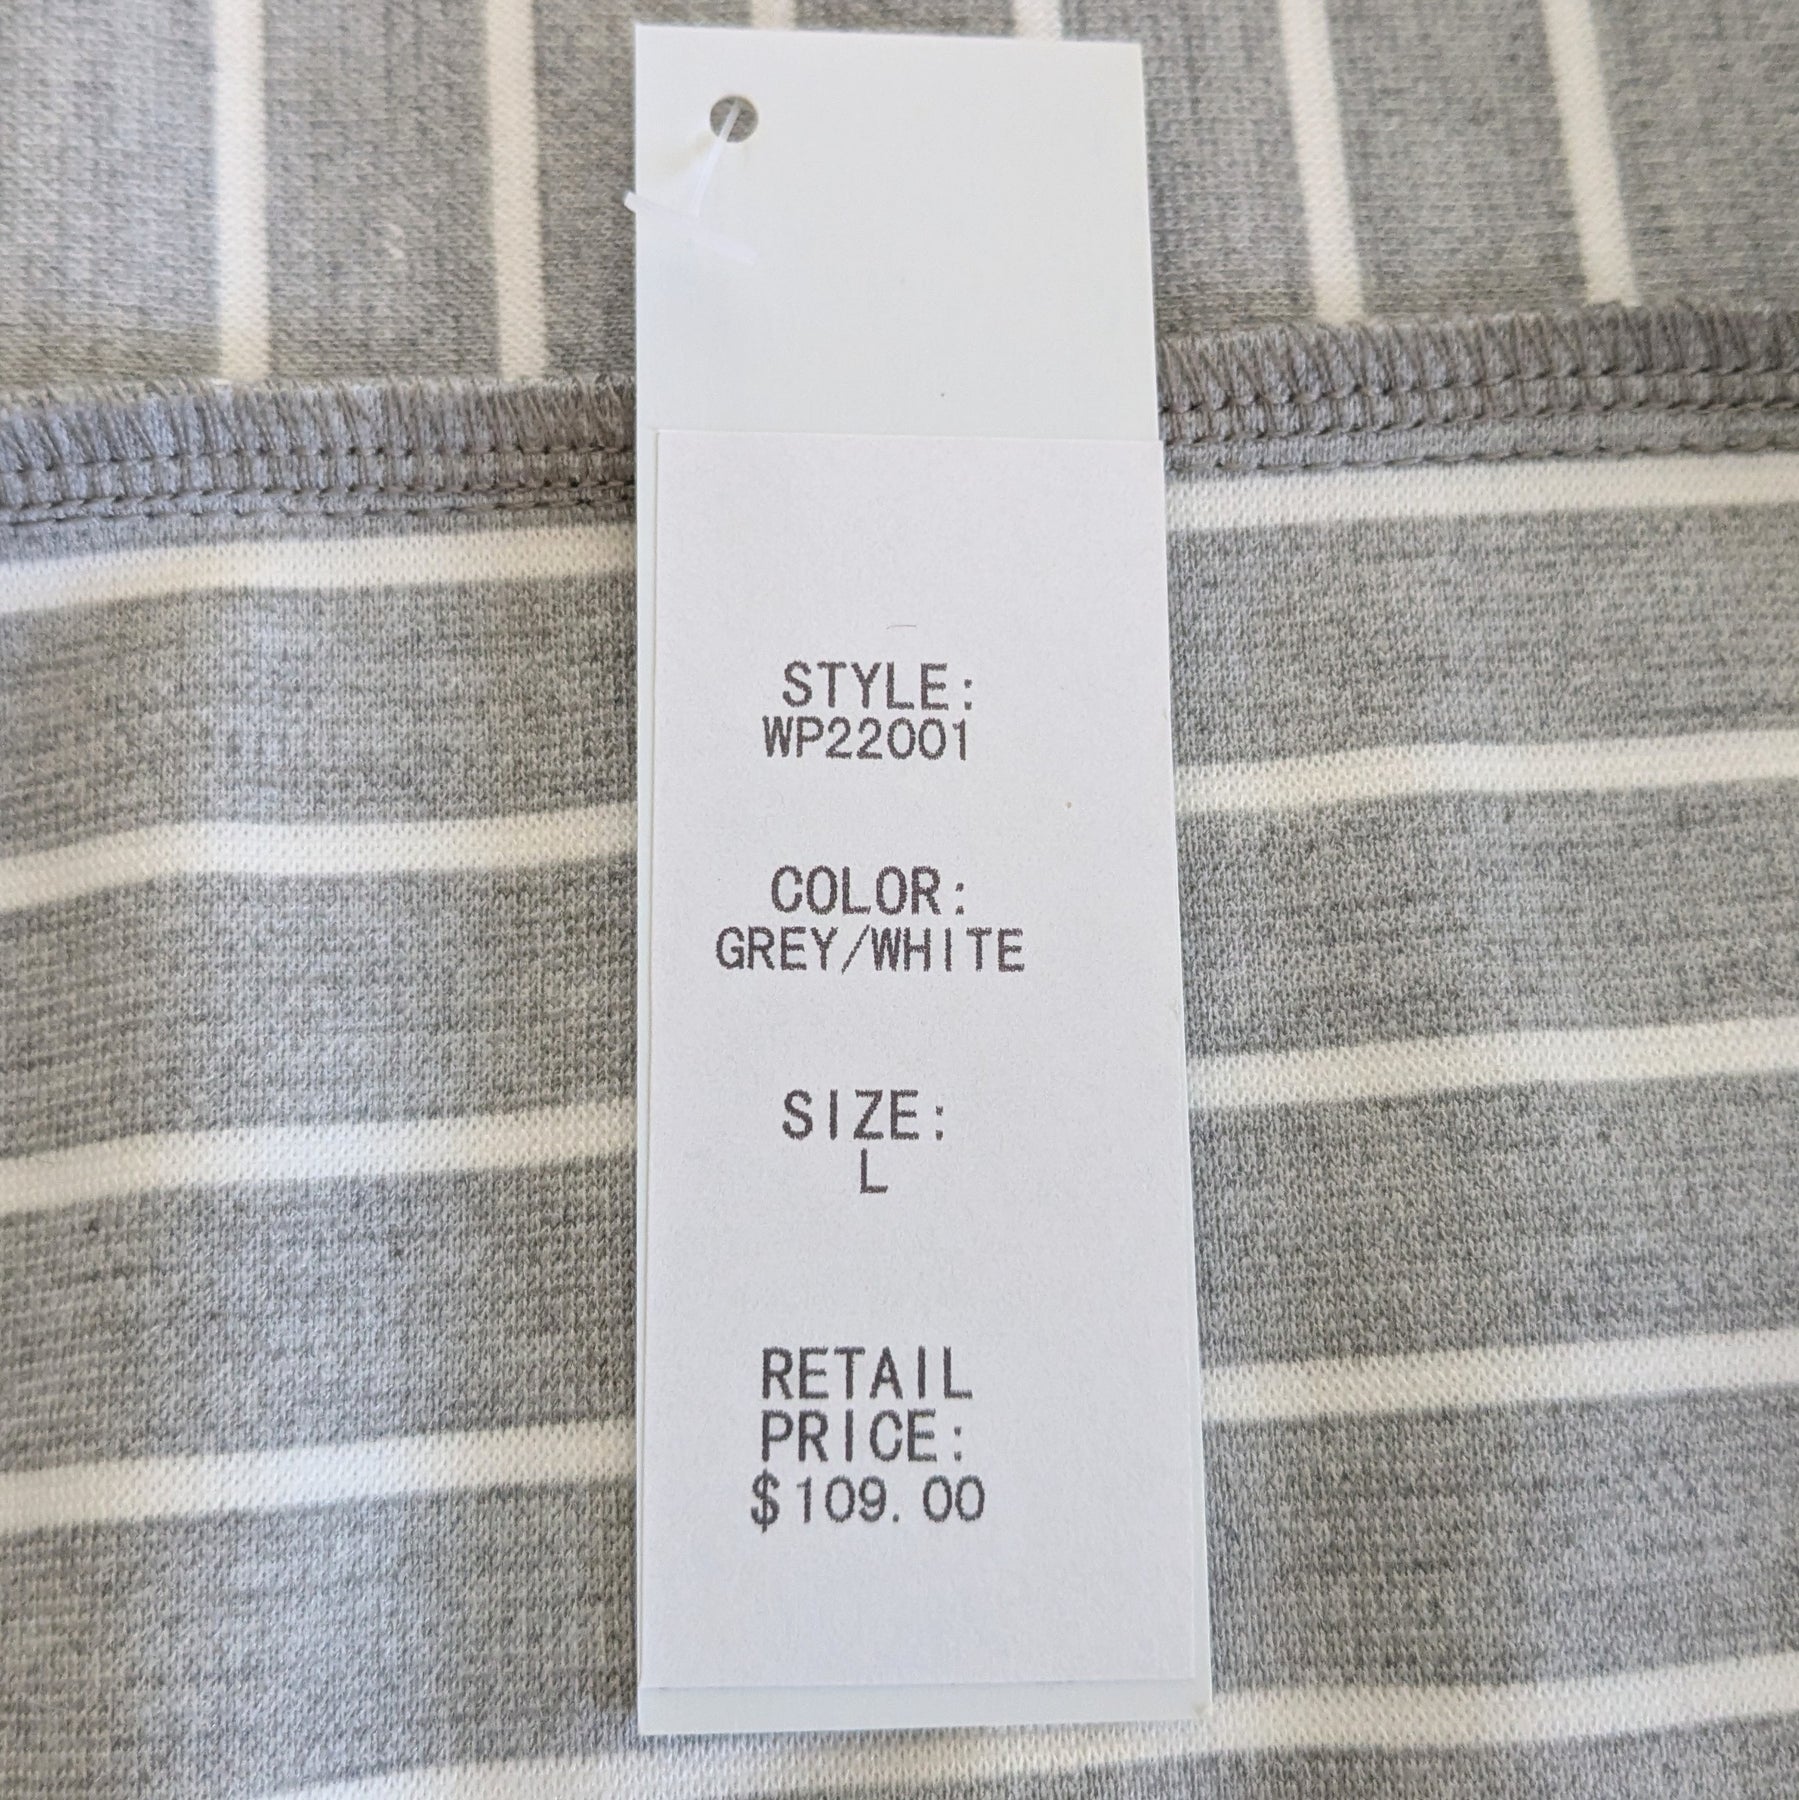 STYLE:
WP22001
COLOR:
GREY/WHITE
SIZE:
L
RETAIL
PRICE:
$109.00